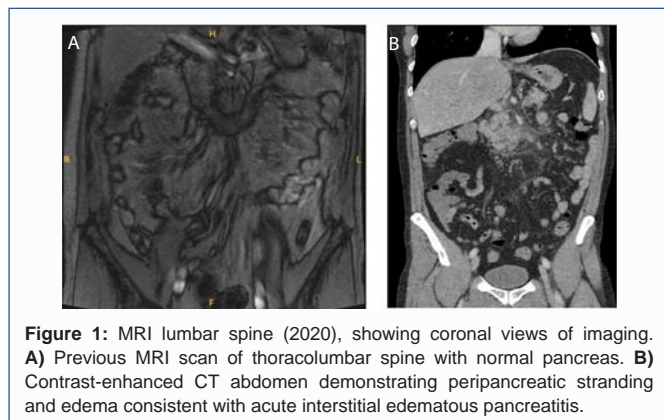 A
H
B
R
L
F
Figure 1: MRI lumbar spine (2020), showing coronal views of imaging.
A) Previous MRI scan of thoracolumbar spine with normal pancreas. B)
Contrast-enhanced CT abdomen demonstrating peripancreatic stranding
and edema consistent with acute interstitial edematous pancreatitis.